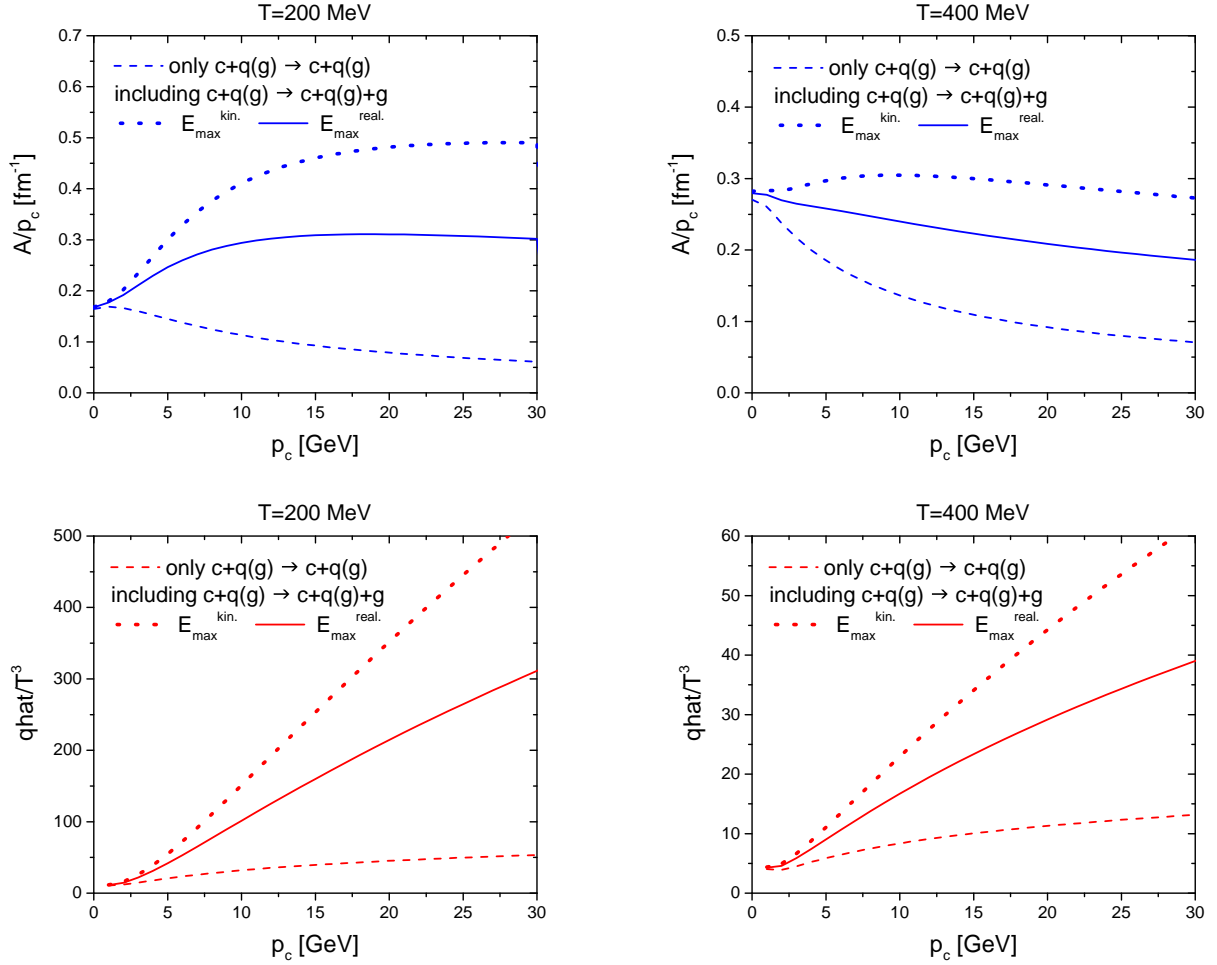 T=200 MeV
0.7
0.6
0.5
0.4
0.3
0.2
0.1
0.0
A/p_c [fm^-1]
only c+q(g) → c+q(g)
including c+q(g) → c+q(g)+g
E_max^kin. E_max^real.
0 5 10 15 20 25 30
p_c [GeV]
T=400 MeV
0.5
0.4
0.3
0.2
0.1
0.0
A/p_c [fm^-1]
only c+q(g) → c+q(g)
including c+q(g) → c+q(g)+g
E_max^kin. E_max^real.
0 5 10 15 20 25 30
p_c [GeV]
T=200 MeV
500
400
300
200
100
0
qhat/T^3
only c+q(g) → c+q(g)
including c+q(g) → c+q(g)+g
E_max^kin. E_max^real.
0 5 10 15 20 25 30
p_c [GeV]
T=400 MeV
60
50
40
30
20
10
0
qhat/T^3
only c+q(g) → c+q(g)
including c+q(g) → c+q(g)+g
E_max^kin. E_max^real.
0 5 10 15 20 25 30
p_c [GeV]